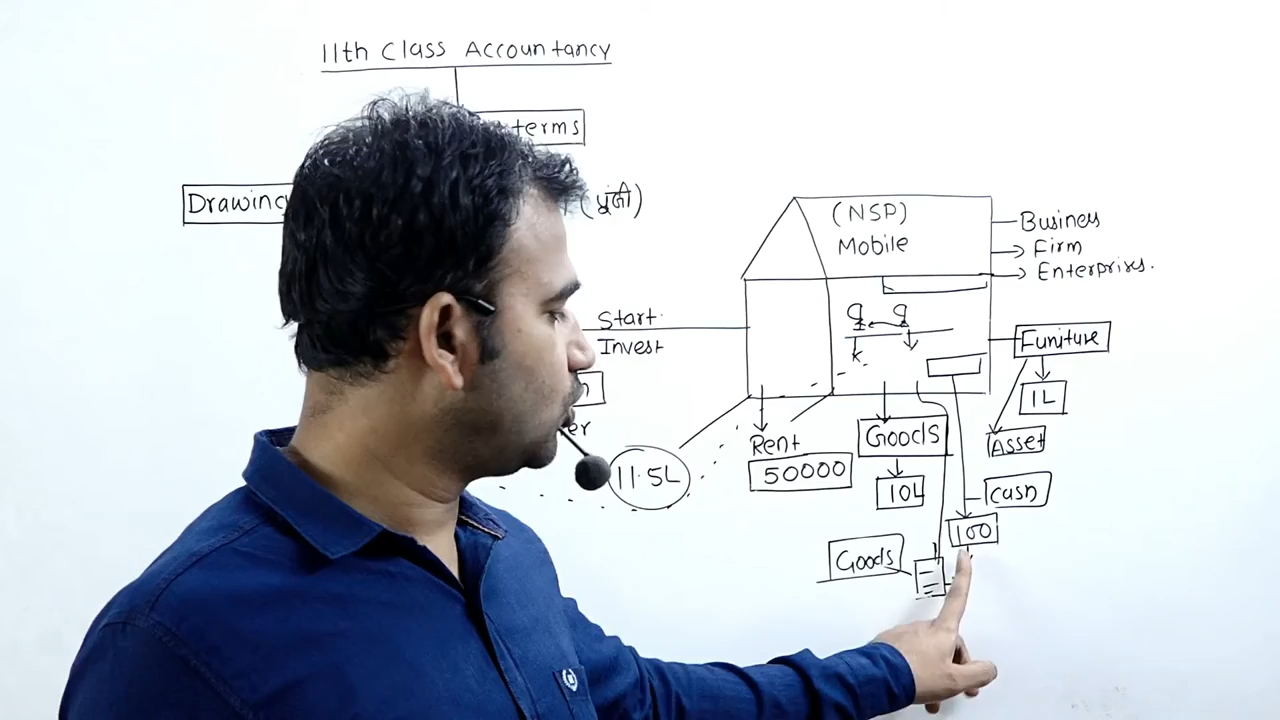 11th Class Accountancy
terms
Drawing
(पूंजी)
(NSP)
Mobile
Business
Firm
Enterprises.
Start
Invest
Funiture
1L
Asset
Rent
50000
Goods
10L
11.5L
Cash
100
Goods